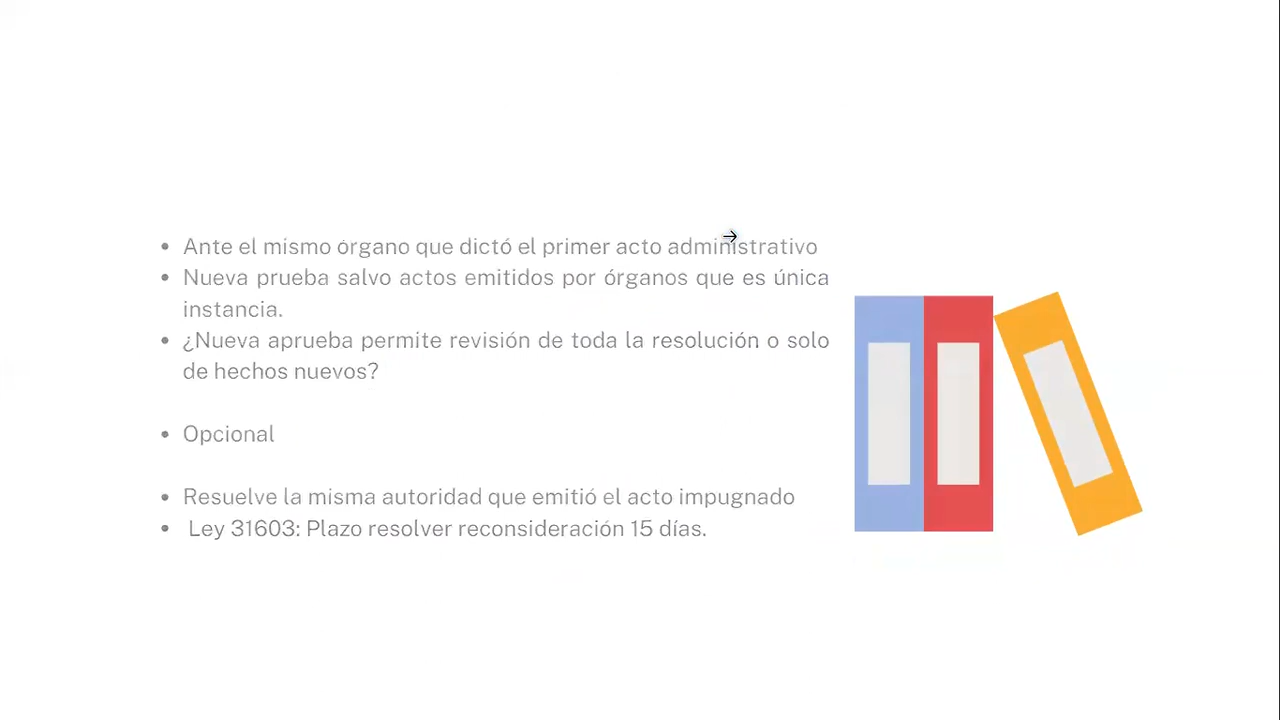 • Ante el mismo órgano que dictó el primer acto administrativo
• Nueva prueba salvo actos emitidos por órganos que es única
instancia.
• ¿Nueva aprueba permite revisión de toda la resolución o solo
de hechos nuevos?
• Opcional
• Resuelve la misma autoridad que emitió el acto impugnado
• Ley 31603: Plazo resolver reconsideración 15 días.